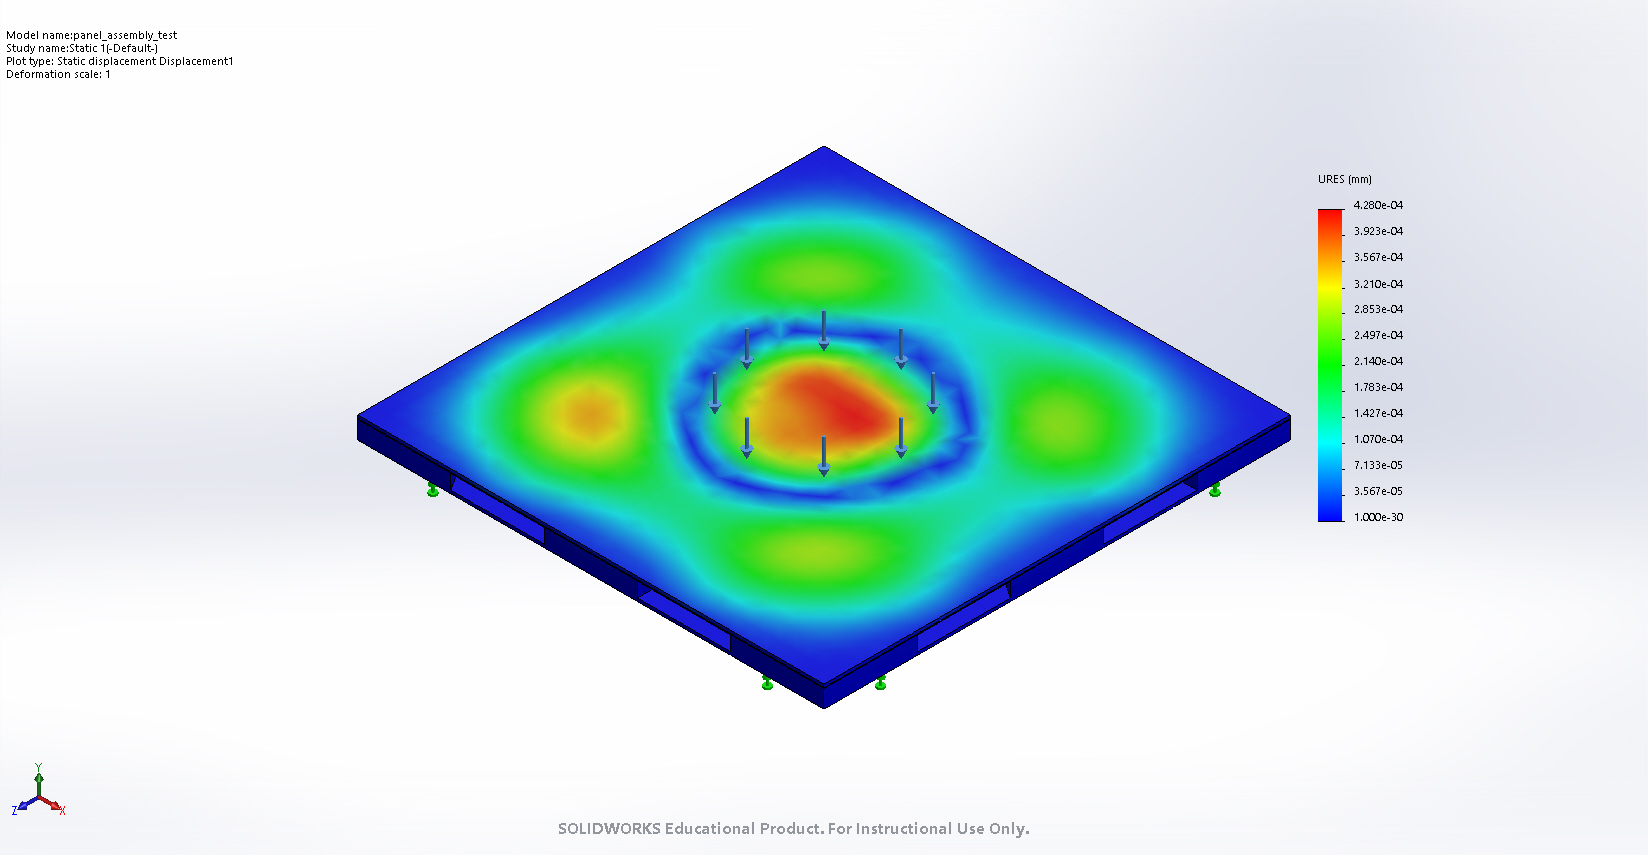 Model name:panel_assembly_test
Study name:Static 1(-Default-)
Plot type: Static displacement Displacement1
Deformation scale: 1
URES (mm)
4.280e-04
3.923e-04
3.567e-04
3.210e-04
2.853e-04
2.497e-04
2.140e-04
1.783e-04
1.427e-04
1.070e-04
7.133e-05
3.567e-05
1.000e-30
Y
Z
X
SOLIDWORKS Educational Product. For Instructional Use Only.